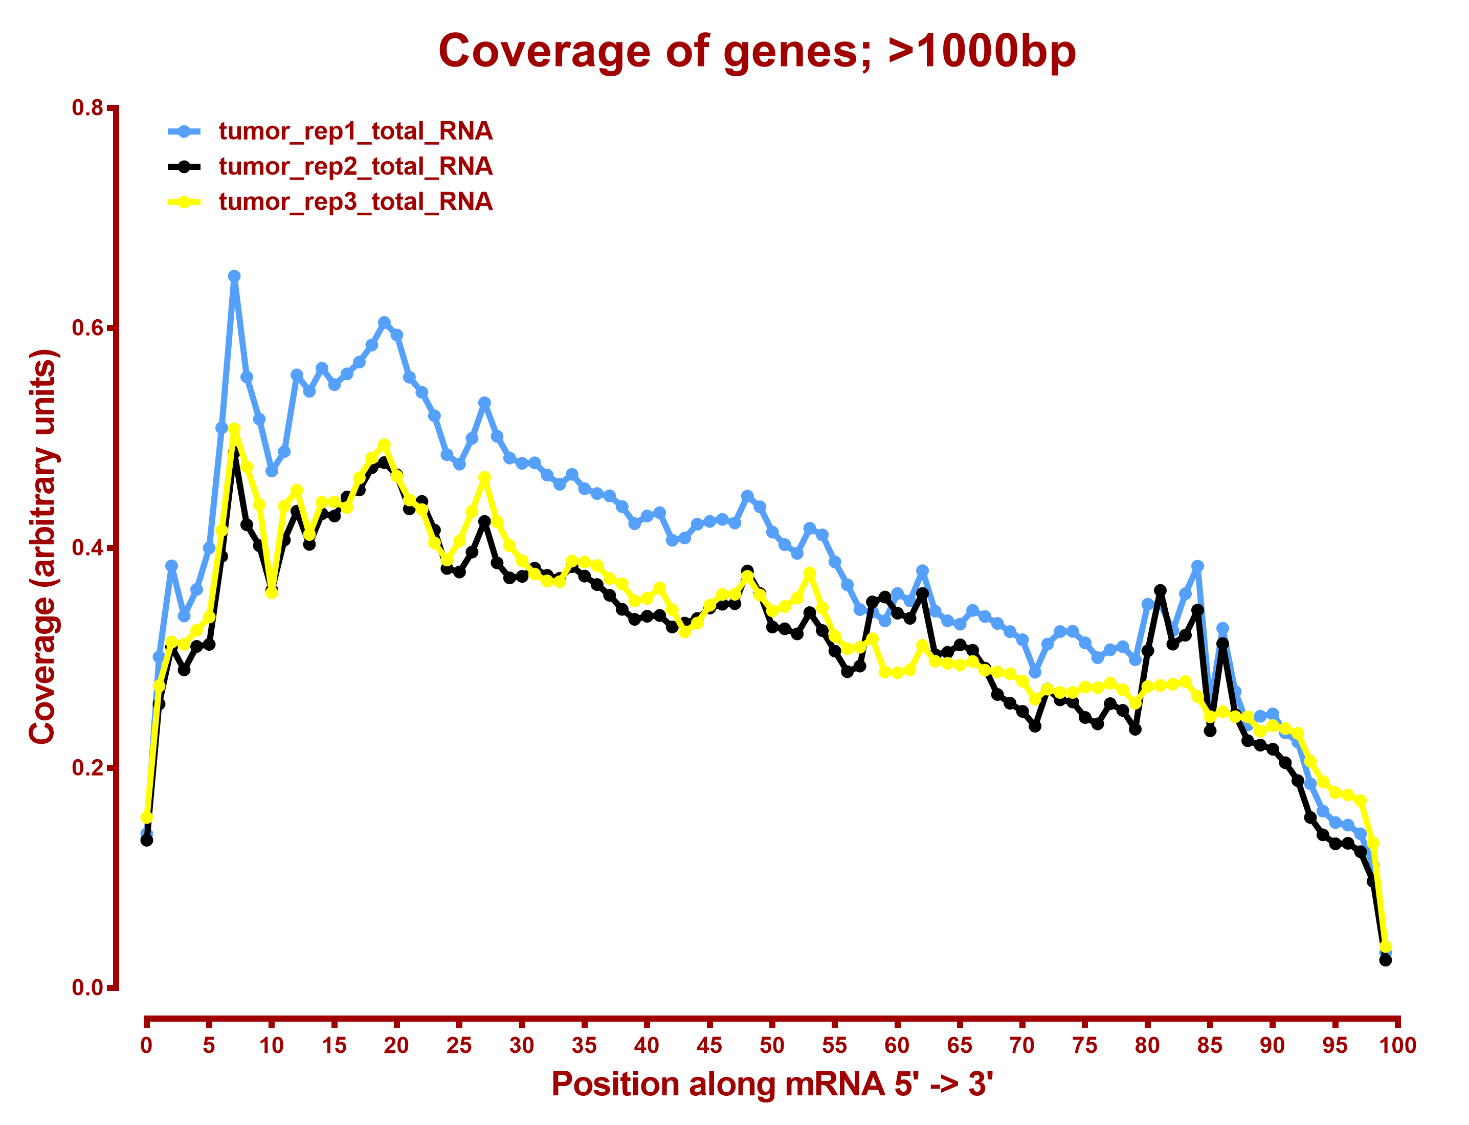 Coverage of genes; >1000bp
tumor_rep1_total_RNA
tumor_rep2_total_RNA
tumor_rep3_total_RNA
Coverage (arbitrary units)
0.8
0.6
0.4
0.2
0.0
0 5 10 15 20 25 30 35 40 45 50 55 60 65 70 75 80 85 90 95 100
Position along mRNA 5' -> 3'